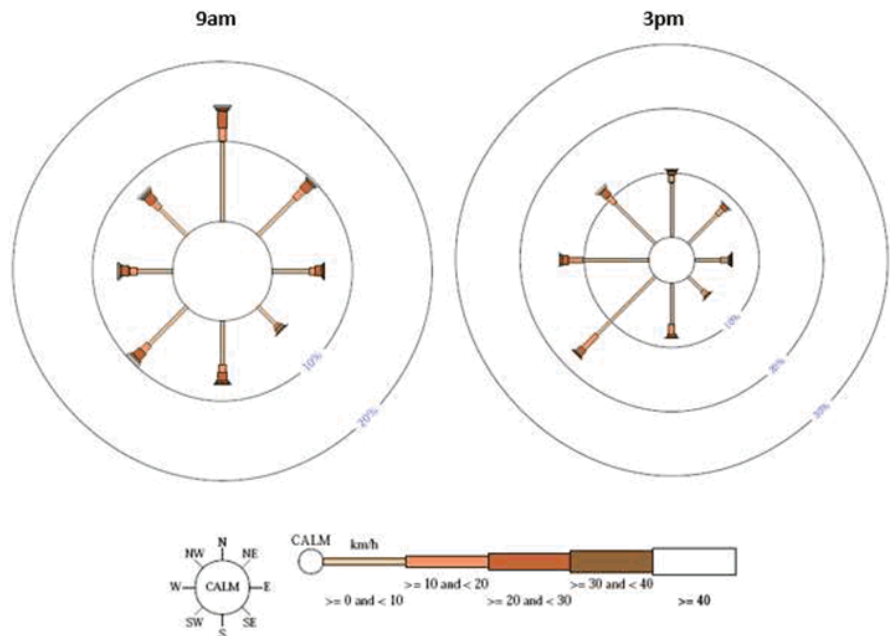 9am 3pm
10%
20%
10%
20%
30%
N
NW NE
W CALM E
SW SE
S
CALM km/h
>= 10 and < 20 >= 30 and < 40
>= 0 and < 10 >= 20 and < 30 >= 40